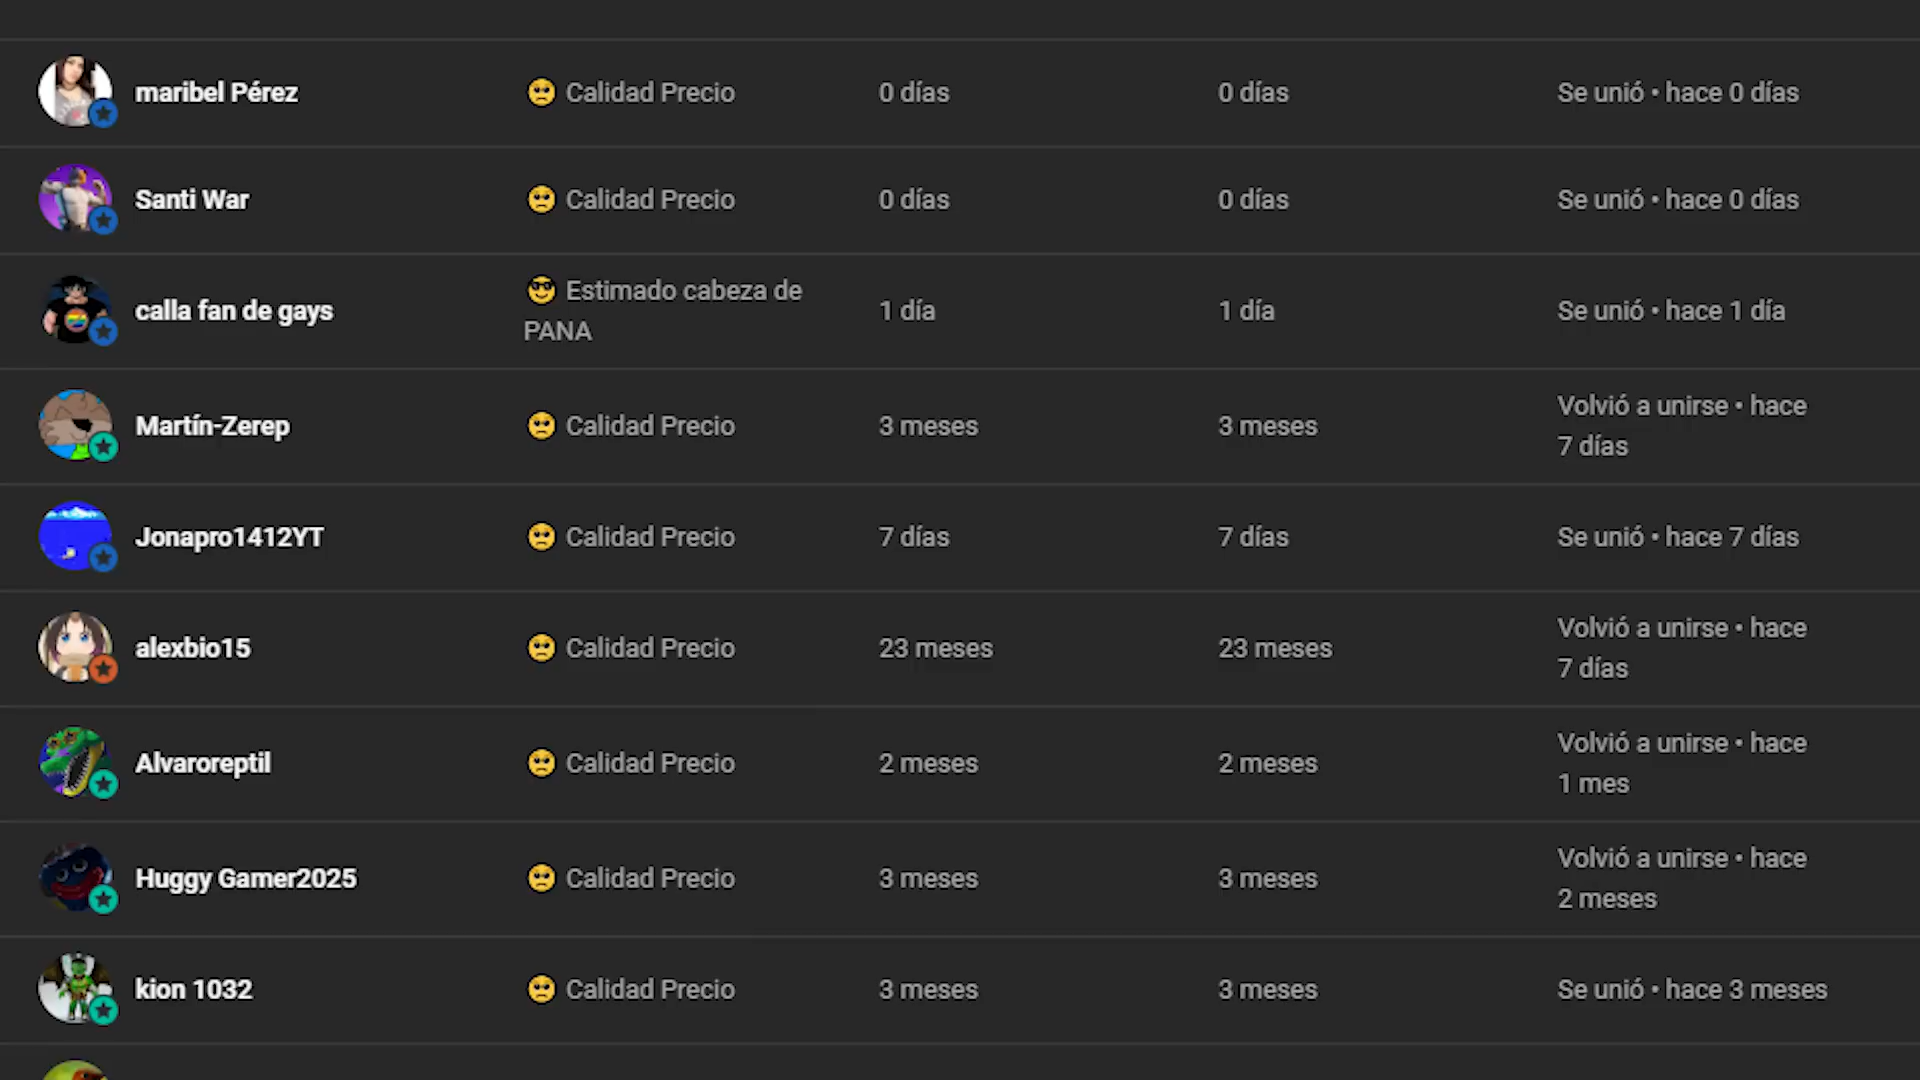 maribel Pérez 🥺 Calidad Precio 0 días 0 días Se unió • hace 0 días
Santi War 🥺 Calidad Precio 0 días 0 días Se unió • hace 0 días
calla fan de gays 😎 Estimado cabeza de PANA 1 día 1 día Se unió • hace 1 día
Martín-Zerep 🥺 Calidad Precio 3 meses 3 meses Volvió a unirse • hace 7 días
Jonapro1412YT 🥺 Calidad Precio 7 días 7 días Se unió • hace 7 días
alexbio15 🥺 Calidad Precio 23 meses 23 meses Volvió a unirse • hace 7 días
Alvaroreptil 🥺 Calidad Precio 2 meses 2 meses Volvió a unirse • hace 1 mes
Huggy Gamer2025 🥺 Calidad Precio 3 meses 3 meses Volvió a unirse • hace 2 meses
kion 1032 🥺 Calidad Precio 3 meses 3 meses Se unió • hace 3 meses